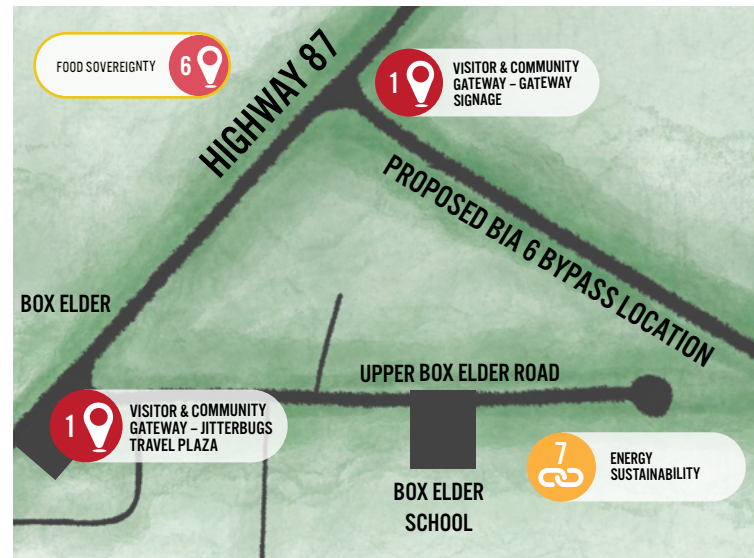 FOOD SOVEREIGNTY
6
HIGHWAY 87
1
VISITOR & COMMUNITY
GATEWAY – GATEWAY
SIGNAGE
PROPOSED BIA 6 BYPASS LOCATION
BOX ELDER
UPPER BOX ELDER ROAD
1
VISITOR & COMMUNITY
GATEWAY – JITTERBUGS
TRAVEL PLAZA
BOX ELDER
SCHOOL
7
ENERGY
SUSTAINABILITY